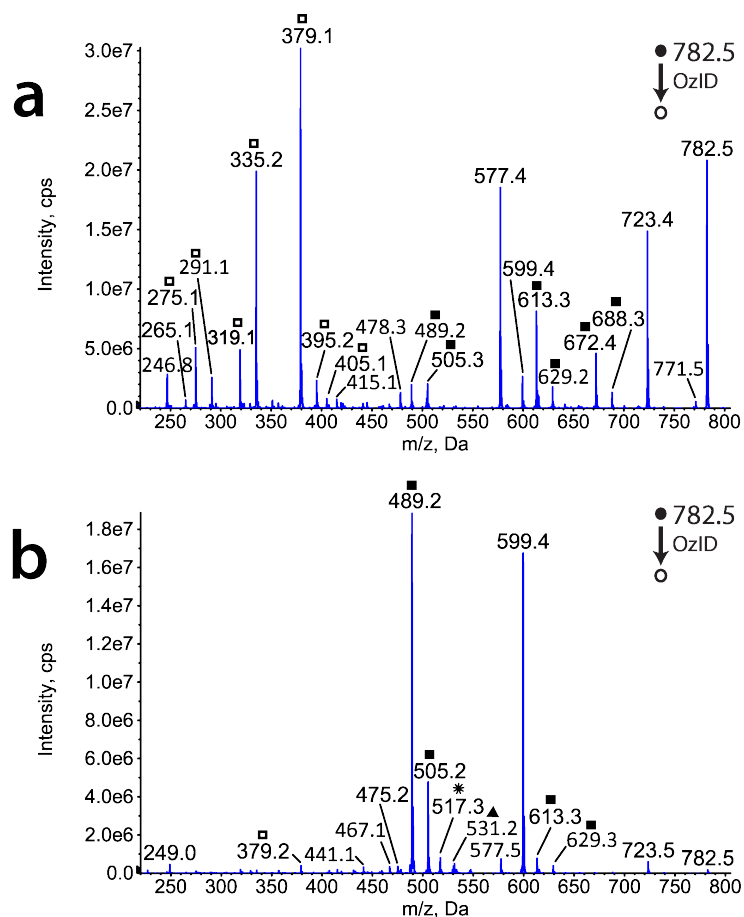 a
3.0e7
2.5e7
2.0e7
1.5e7
1.0e7
5.0e6
0.0
Intensity, cps
379.1
335.2
291.1
275.1
265.1
246.8
319.1
395.2
405.1
415.1
478.3
489.2
505.3
577.4
599.4
613.3
629.2
672.4
688.3
723.4
771.5
782.5
782.5
OzID
250 300 350 400 450 500 550 600 650 700 750 800
m/z, Da
b
1.8e7
1.6e7
1.4e7
1.2e7
1.0e7
8.0e6
6.0e6
4.0e6
2.0e6
0.0
Intensity, cps
249.0
379.2
441.1
467.1
475.2
489.2
505.2
517.3
531.2
577.5
599.4
613.3
629.3
723.5
782.5
782.5
OzID
250 300 350 400 450 500 550 600 650 700 750 800
m/z, Da